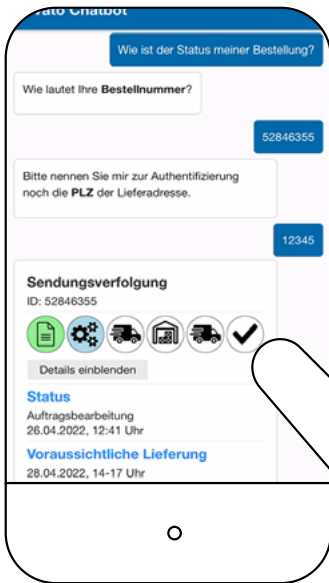 Chatbot
Wie ist der Status meiner Bestellung?
Wie lautet Ihre Bestellnummer?
52846355
Bitte nennen Sie mir zur Authentifizierung
noch die PLZ der Lieferadresse.
12345
Sendungsverfolgung
ID: 52846355
Details einblenden
Status
Auftragsbearbeitung
26.04.2022, 12:41 Uhr
Voraussichtliche Lieferung
28.04.2022, 14-17 Uhr